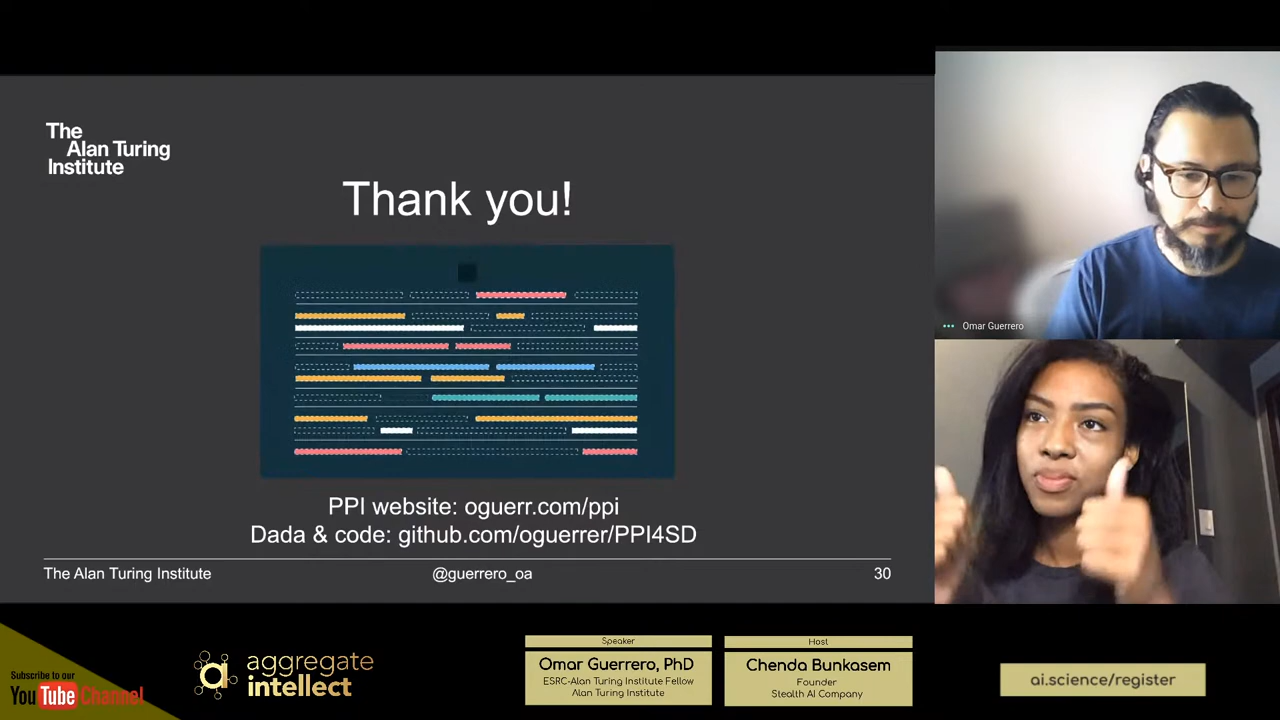 The
Alan Turing
Institute
Thank you!
PPI website: oguerr.com/ppi
Dada & code: github.com/oguerrer/PPI4SD
The Alan Turing Institute
@guerrero_oa
30
Omar Guerrero
Subscribe to our
YouTube Channel
aggregate
intellect
Speaker
Omar Guerrero, PhD
ESRC-Alan Turing Institute Fellow
Alan Turing Institute
Host
Chenda Bunkasem
Founder
Stealth AI Company
ai.science/register